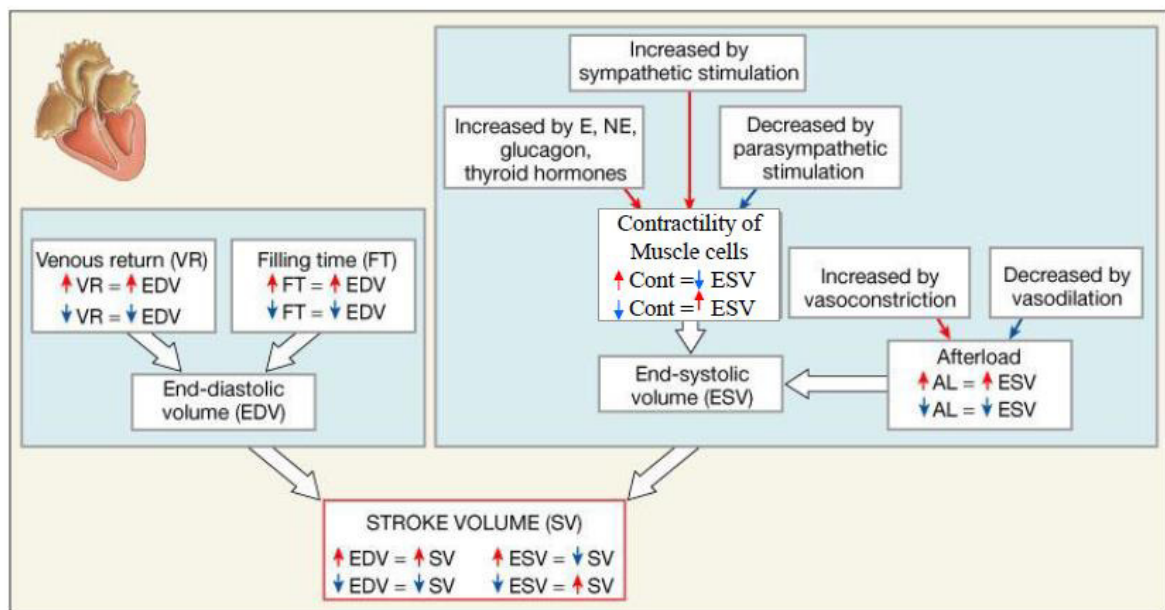 Increased by
sympathetic stimulation
Increased by E, NE,
glucagon,
thyroid hormones
Decreased by
parasympathetic
stimulation
Contractility of
Muscle cells
↑ Cont = ↓ ESV
↓ Cont = ↑ ESV
Venous return (VR)
↑ VR = ↑ EDV
↓ VR = ↓ EDV
Filling time (FT)
↑ FT = ↑ EDV
↓ FT = ↓ EDV
Increased by
vasoconstriction
Decreased by
vasodilation
End-diastolic
volume (EDV)
End-systolic
volume (ESV)
Afterload
↑ AL = ↑ ESV
↓ AL = ↓ ESV
STROKE VOLUME (SV)
↑ EDV = ↑ SV ↑ ESV = ↓ SV
↓ EDV = ↓ SV ↓ ESV = ↑ SV